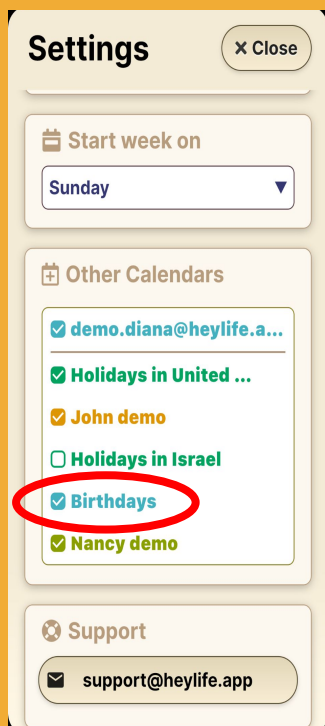 Settings
× Close
Start week on
Sunday
Other Calendars
demo.diana@heylife.a...
Holidays in United ...
John demo
Holidays in Israel
Birthdays
Nancy demo
Support
support@heylife.app